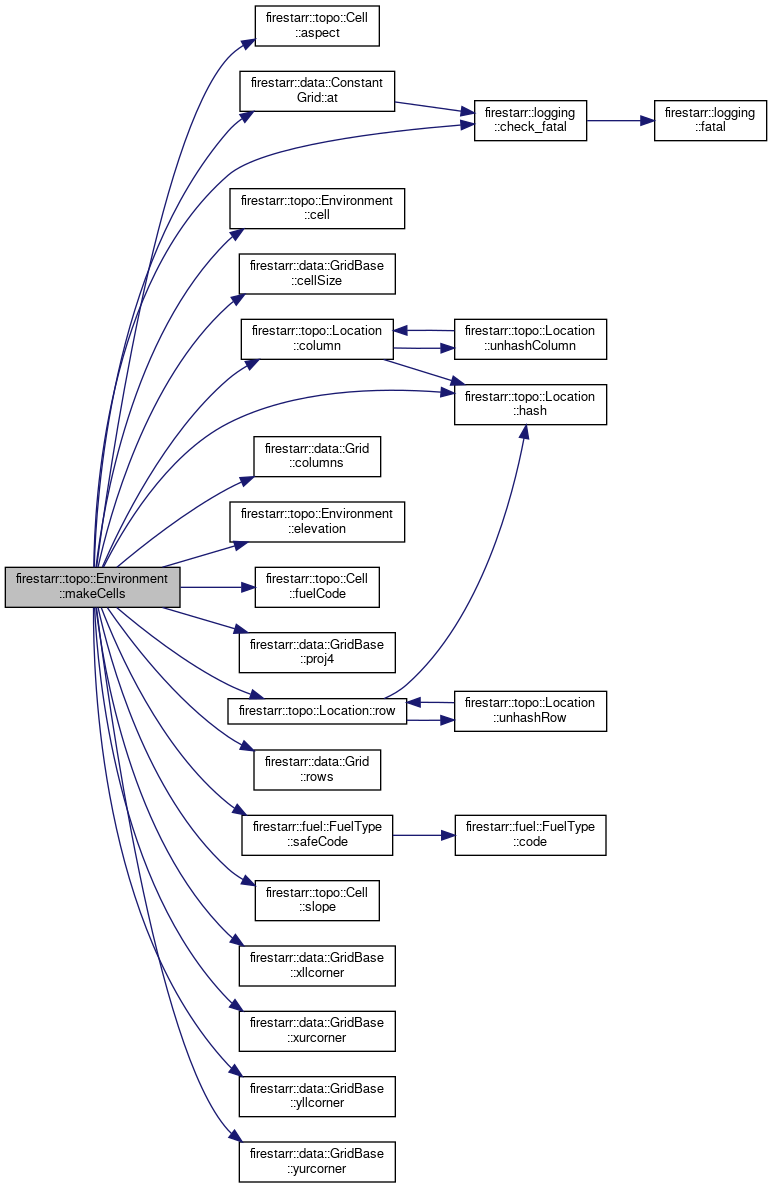 firestarr::topo::Cell
::aspect
firestarr::data::Constant
Grid::at
firestarr::logging
::check_fatal
firestarr::logging
::fatal
firestarr::topo::Environment
::cell
firestarr::data::GridBase
::cellSize
firestarr::topo::Location
::column
firestarr::topo::Location
::unhashColumn
firestarr::topo::Location
::hash
firestarr::data::Grid
::columns
firestarr::topo::Environment
::elevation
firestarr::topo::Environment
::makeCells
firestarr::topo::Cell
::fuelCode
firestarr::data::GridBase
::proj4
firestarr::topo::Location::row
firestarr::topo::Location
::unhashRow
firestarr::data::Grid
::rows
firestarr::fuel::FuelType
::safeCode
firestarr::fuel::FuelType
::code
firestarr::topo::Cell
::slope
firestarr::data::GridBase
::xllcorner
firestarr::data::GridBase
::xurcorner
firestarr::data::GridBase
::yllcorner
firestarr::data::GridBase
::yurcorner